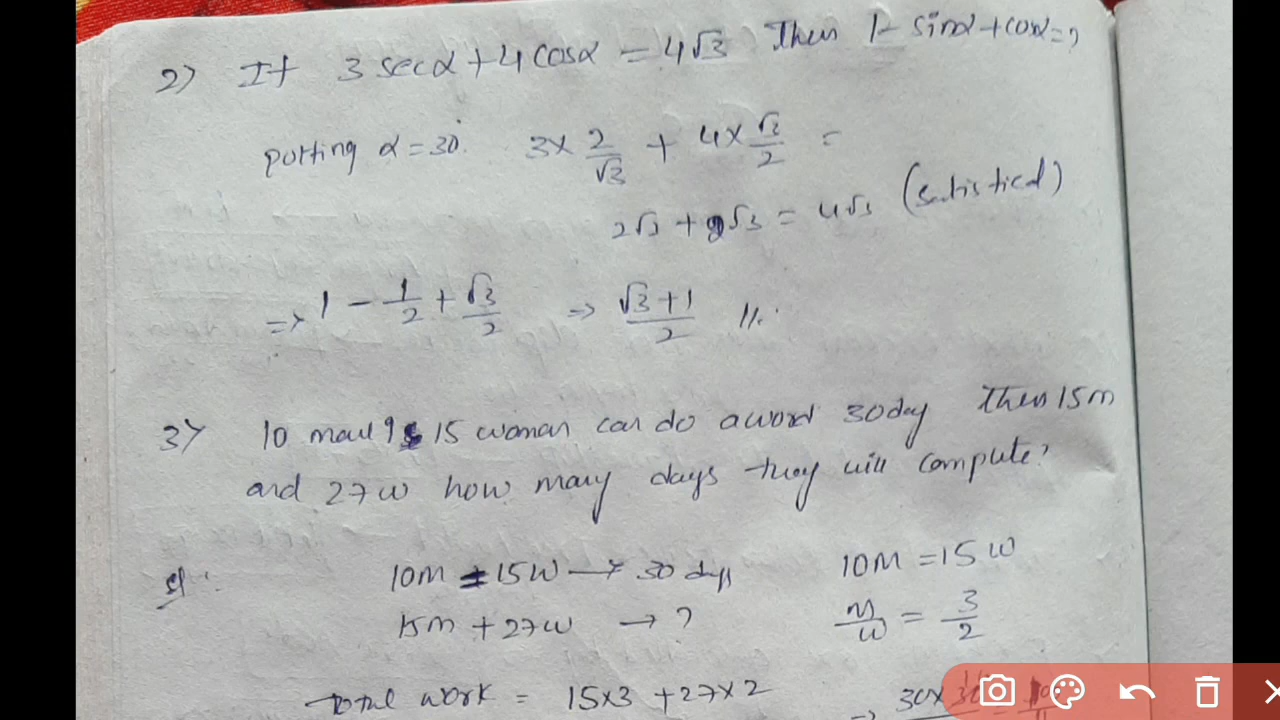 2) If 3 secα + 4 cosα = 4√3 Then 1- sinα + cosα = ?
putting α = 30. 3 × 2/√3 + 4 × √3/2 =
2√3 + 2√3 = 4√3 (satisfied)
=> 1 - 1/2 + √3/2 => √3+1/2 //.
3) 10 man 15 woman can do a word 30 day Then 15m
and 27w how many days they will compute?
10M = 15W → 30 days 10M = 15W
15m + 27w → ? M/W = 3/2
Total work = 15×3 + 27×2 => 30×30